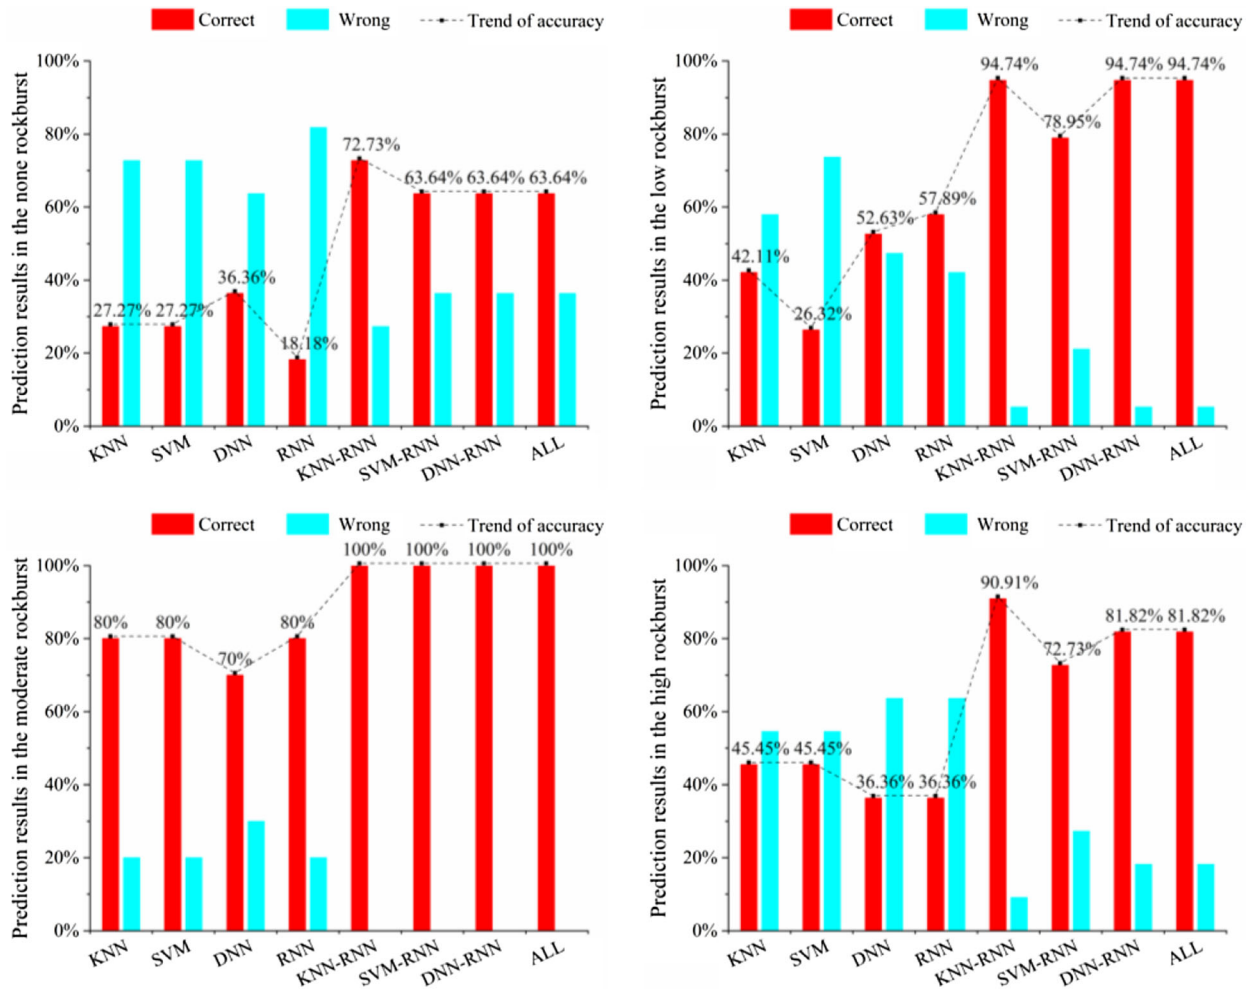 Correct Wrong Trend of accuracy
Prediction results in the none rockburst
100%
80%
60%
40%
20%
0%
27.27% 27.27% 36.36% 18.18% 72.73% 63.64% 63.64% 63.64%
KNN SVM DNN RNN KNN-RNN SVM-RNN DNN-RNN ALL
Correct Wrong Trend of accuracy
Prediction results in the low rockburst
100%
80%
60%
40%
20%
0%
42.11% 26.32% 52.63% 57.89% 94.74% 78.95% 94.74% 94.74%
KNN SVM DNN RNN KNN-RNN SVM-RNN DNN-RNN ALL
Correct Wrong Trend of accuracy
Prediction results in the moderate rockburst
100%
80%
60%
40%
20%
0%
80% 80% 70% 80% 100% 100% 100% 100%
KNN SVM DNN RNN KNN-RNN SVM-RNN DNN-RNN ALL
Correct Wrong Trend of accuracy
Prediction results in the high rockburst
100%
80%
60%
40%
20%
0%
45.45% 45.45% 36.36% 36.36% 90.91% 72.73% 81.82% 81.82%
KNN SVM DNN RNN KNN-RNN SVM-RNN DNN-RNN ALL